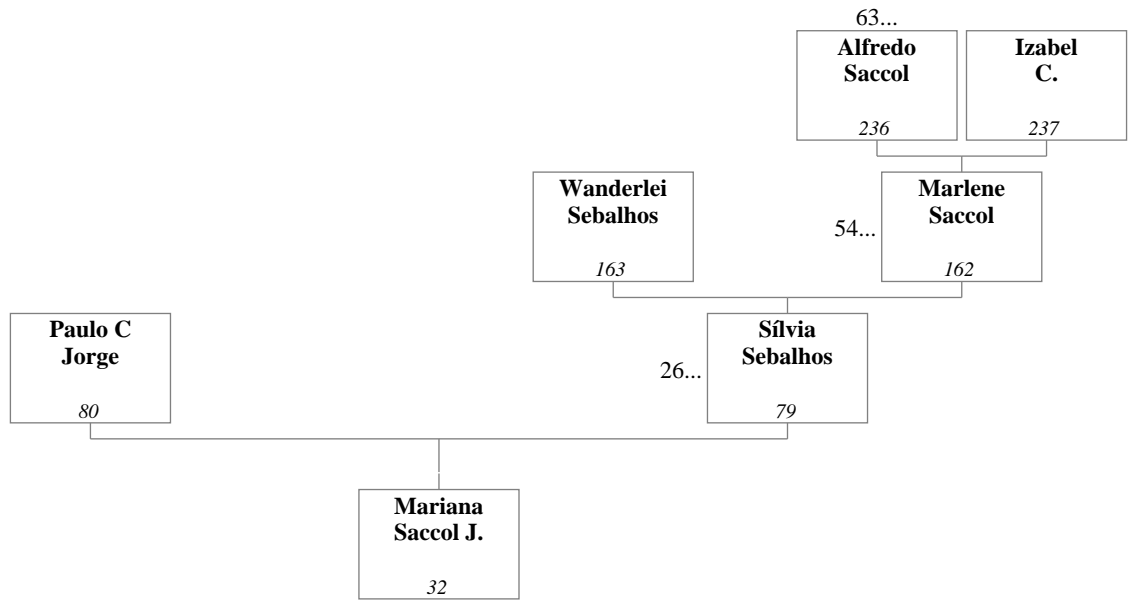 63...
Alfredo
Saccol
236
Izabel
C.
237
Wanderlei
Sebalhos
163
54...
Marlene
Saccol
162
Paulo C
Jorge
80
26...
Sílvia
Sebalhos
79
Mariana
Saccol J.
32